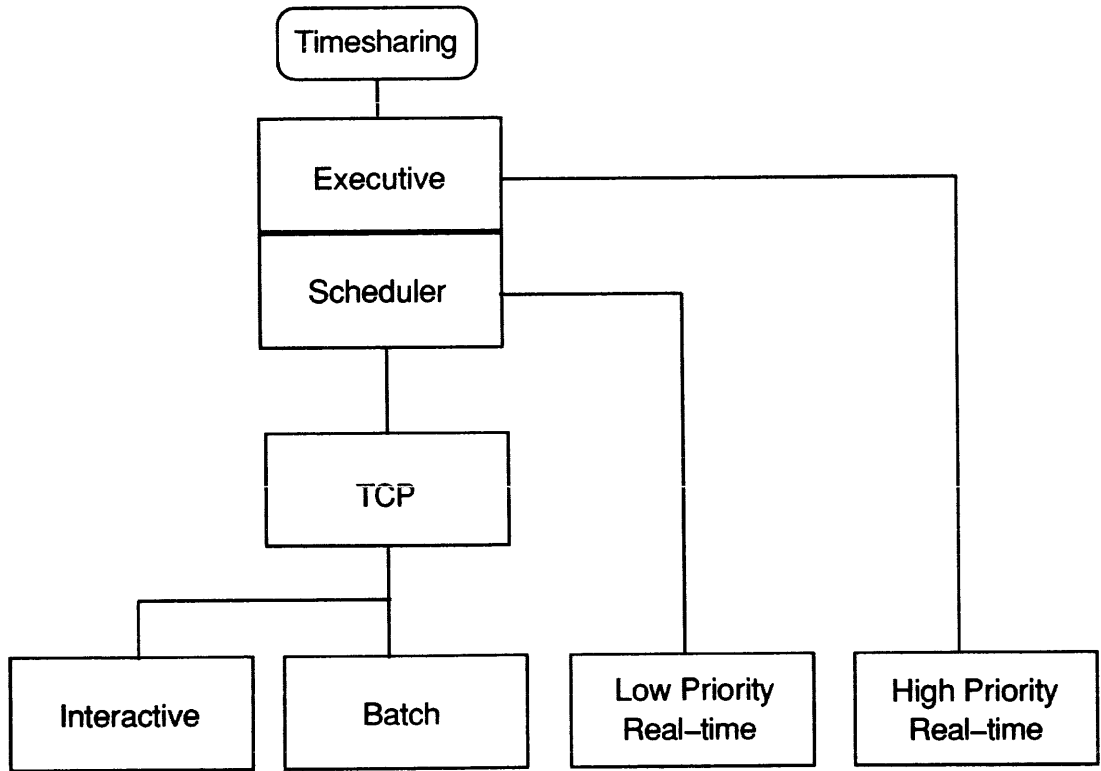 Timesharing
Executive
Scheduler
TCP
Interactive
Batch
Low Priority
Real-time
High Priority
Real-time